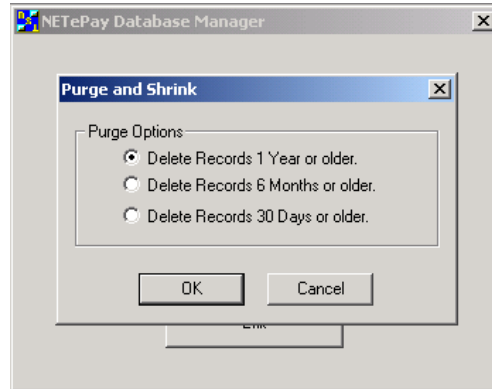 NETePay Database Manager
Purge and Shrink
Purge Options
Delete Records 1 Year or older.
Delete Records 6 Months or older.
Delete Records 30 Days or older.
OK Cancel